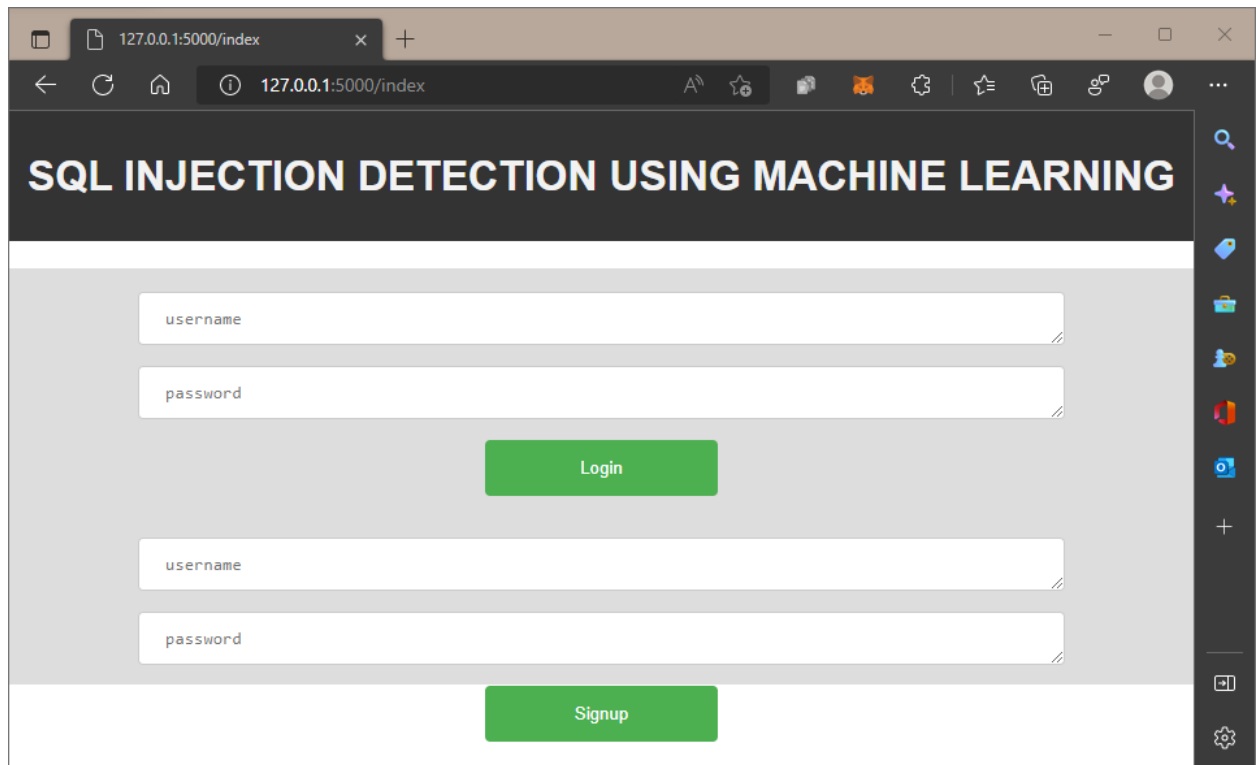 127.0.0.1:5000/index
127.0.0.1:5000/index
SQL INJECTION DETECTION USING MACHINE LEARNING
username
password
Login
username
password
Signup